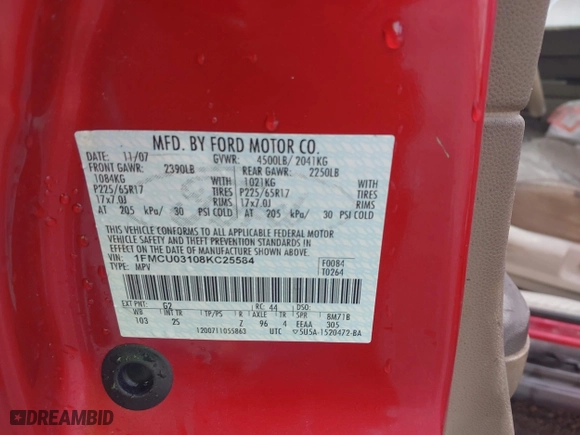 MFD. BY FORD MOTOR CO.
DATE: 11/07 GVWR: 4500LB/ 2041KG
FRONT GAWR: 2390LB REAR GAWR: 2250LB
1084KG WITH 1021KG WITH
P225/65R17 TIRES P225/65R17 TIRES
17x7.0J RIMS 17x7.0J RIMS
AT 205 kPa/ 30 PSI COLD AT 205 kPa/ 30 PSI COLD
THIS VEHICLE CONFORMS TO ALL APPLICABLE FEDERAL MOTOR
VEHICLE SAFETY AND THEFT PREVENTION STANDARDS IN
EFFECT ON THE DATE OF MANUFACTURE SHOWN ABOVE.
VIN: 1FMCU03108KC25584 F0084
TYPE: MPV T0264
EXT PNT: G2 RC: 44 DSO:
WB INT TR TP/PS R AXLE TR SPR 8M71B
103 25 Z 96 4 EEAA 305
1200711055863 UTC 5U5A-1520472-BA
DREAMBID